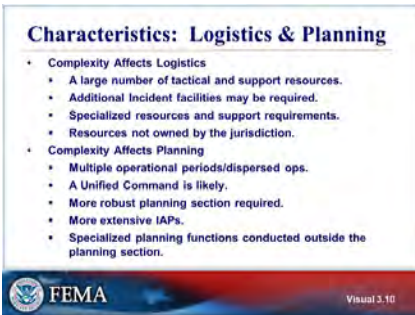 Characteristics: Logistics & Planning
• Complexity Affects Logistics
• A large number of tactical and support resources.
• Additional Incident facilities may be required.
• Specialized resources and support requirements.
• Resources not owned by the jurisdiction.
• Complexity Affects Planning
• Multiple operational periods/dispersed ops.
• A Unified Command is likely.
• More robust planning section required.
• More extensive IAPs.
• Specialized planning functions conducted outside the
planning section.
FEMA
Visual 3.10